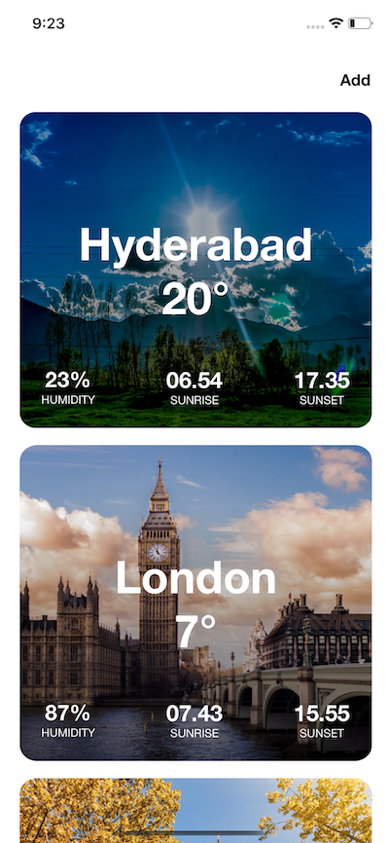 9:23
Add
Hyderabad
20°
23% 06.54 17.35
HUMIDITY SUNRISE SUNSET
London
7°
87% 07.43 15.55
HUMIDITY SUNRISE SUNSET